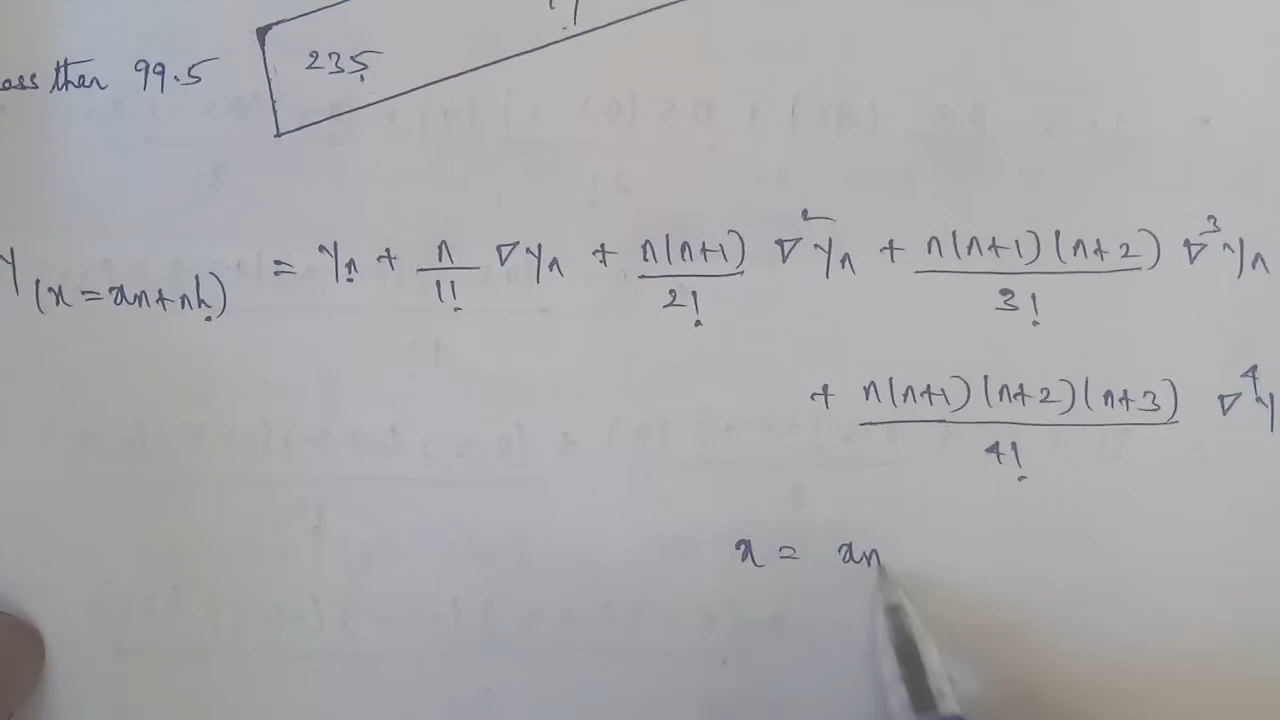 less than 99.5 235
y(x = xn+nh) = yn + n/1! ∇yn + n(n+1)/2! ∇²yn + n(n+1)(n+2)/3! ∇³yn
+ n(n+1)(n+2)(n+3)/4! ∇⁴y
x = xn